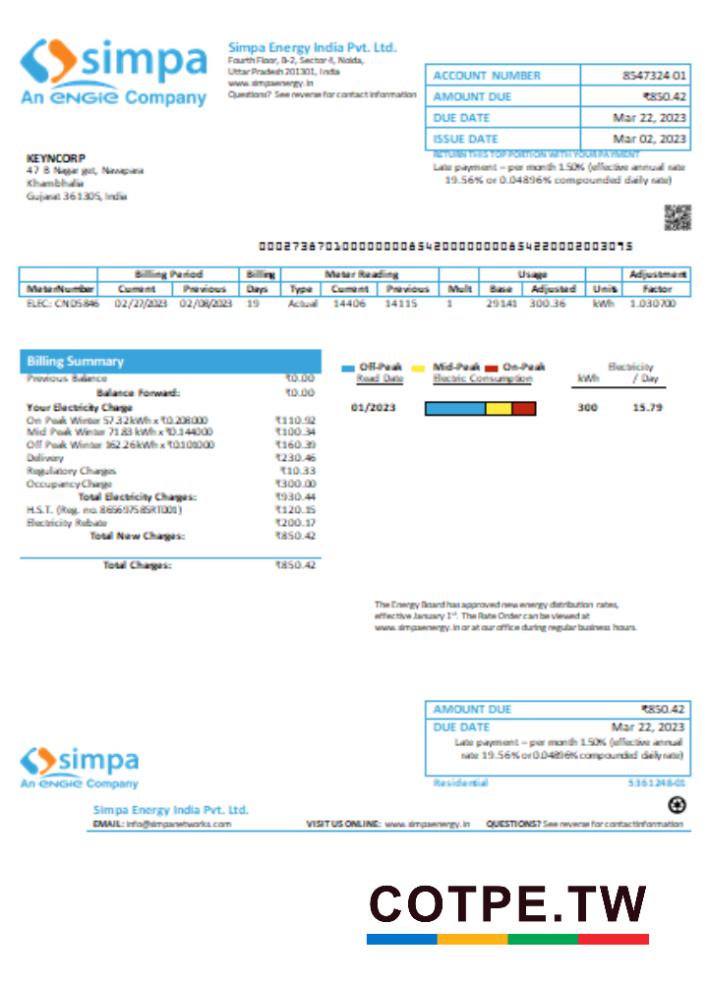 simpa
An ENGIE Company
Simpa Energy India Pvt. Ltd.
Fourth Floor, B-2, Sector 4, Noida,
Uttar Pradesh 201301, India
www.simpaenergy.in
Questions? See reverse for contact information
ACCOUNT NUMBER 8547324-01
AMOUNT DUE ₹850.42
DUE DATE Mar 22, 2023
ISSUE DATE Mar 02, 2023
RETURN THIS TOP PORTION WITH YOUR PAYMENT
Late payment – per month 1.50% (effective annual rate
19.56% or 0.04896% compounded daily rate)
KEYNCORP
47 B Nagar get, Navapara
Khambhalia
Gujarat 361305, India
Billing Period Billing Meter Reading Usage Adjustment
MeterNumber Current Previous Days Type Current Previous Mult Base Adjusted Units Factor
ELEC: CND5846 02/27/2023 02/08/2023 19 Actual 14406 14115 1 29141 300.36 kWh 1.030700
Billing Summary
Previous Balance ₹0.00
Balance Forward: ₹0.00
Your Electricity Charge
On Peak Winter 57.32kWh x ₹0.208000 ₹110.92
Mid Peak Winter 71.83 kWh x ₹0.144000 ₹100.34
Off Peak Winter 162.26kWh x ₹0.101000 ₹160.39
Delivery ₹230.46
Regulatory Charges ₹10.33
Occupancy Charge ₹300.00
Total Electricity Charges: ₹930.44
H.S.T. (Reg. no. ₹120.15
Electricity Rebate ₹200.17
Total New Charges: ₹850.42
Total Charges: ₹850.42
Off-Peak Mid-Peak On-Peak Electricity
Read Date Electric Consumption kWh / Day
01/2023 300 15.79
The Energy Board has approved new energy distribution rates,
effective January 1st. The Rate Order can be viewed at
www.simpaenergy.in or at our office during regular business hours.
AMOUNT DUE ₹850.42
DUE DATE Mar 22, 2023
Late payment – per month 1.50% (effective annual
rate 19.56% or 0.04896% compounded daily rate)
Residential 5361248-01
simpa
An ENGIE Company
Simpa Energy India Pvt. Ltd.
EMAIL: info@simpanetworks.com VISIT US ONLINE: www.simpaenergy.in QUESTIONS? See reverse for contact information
COTPE.TW